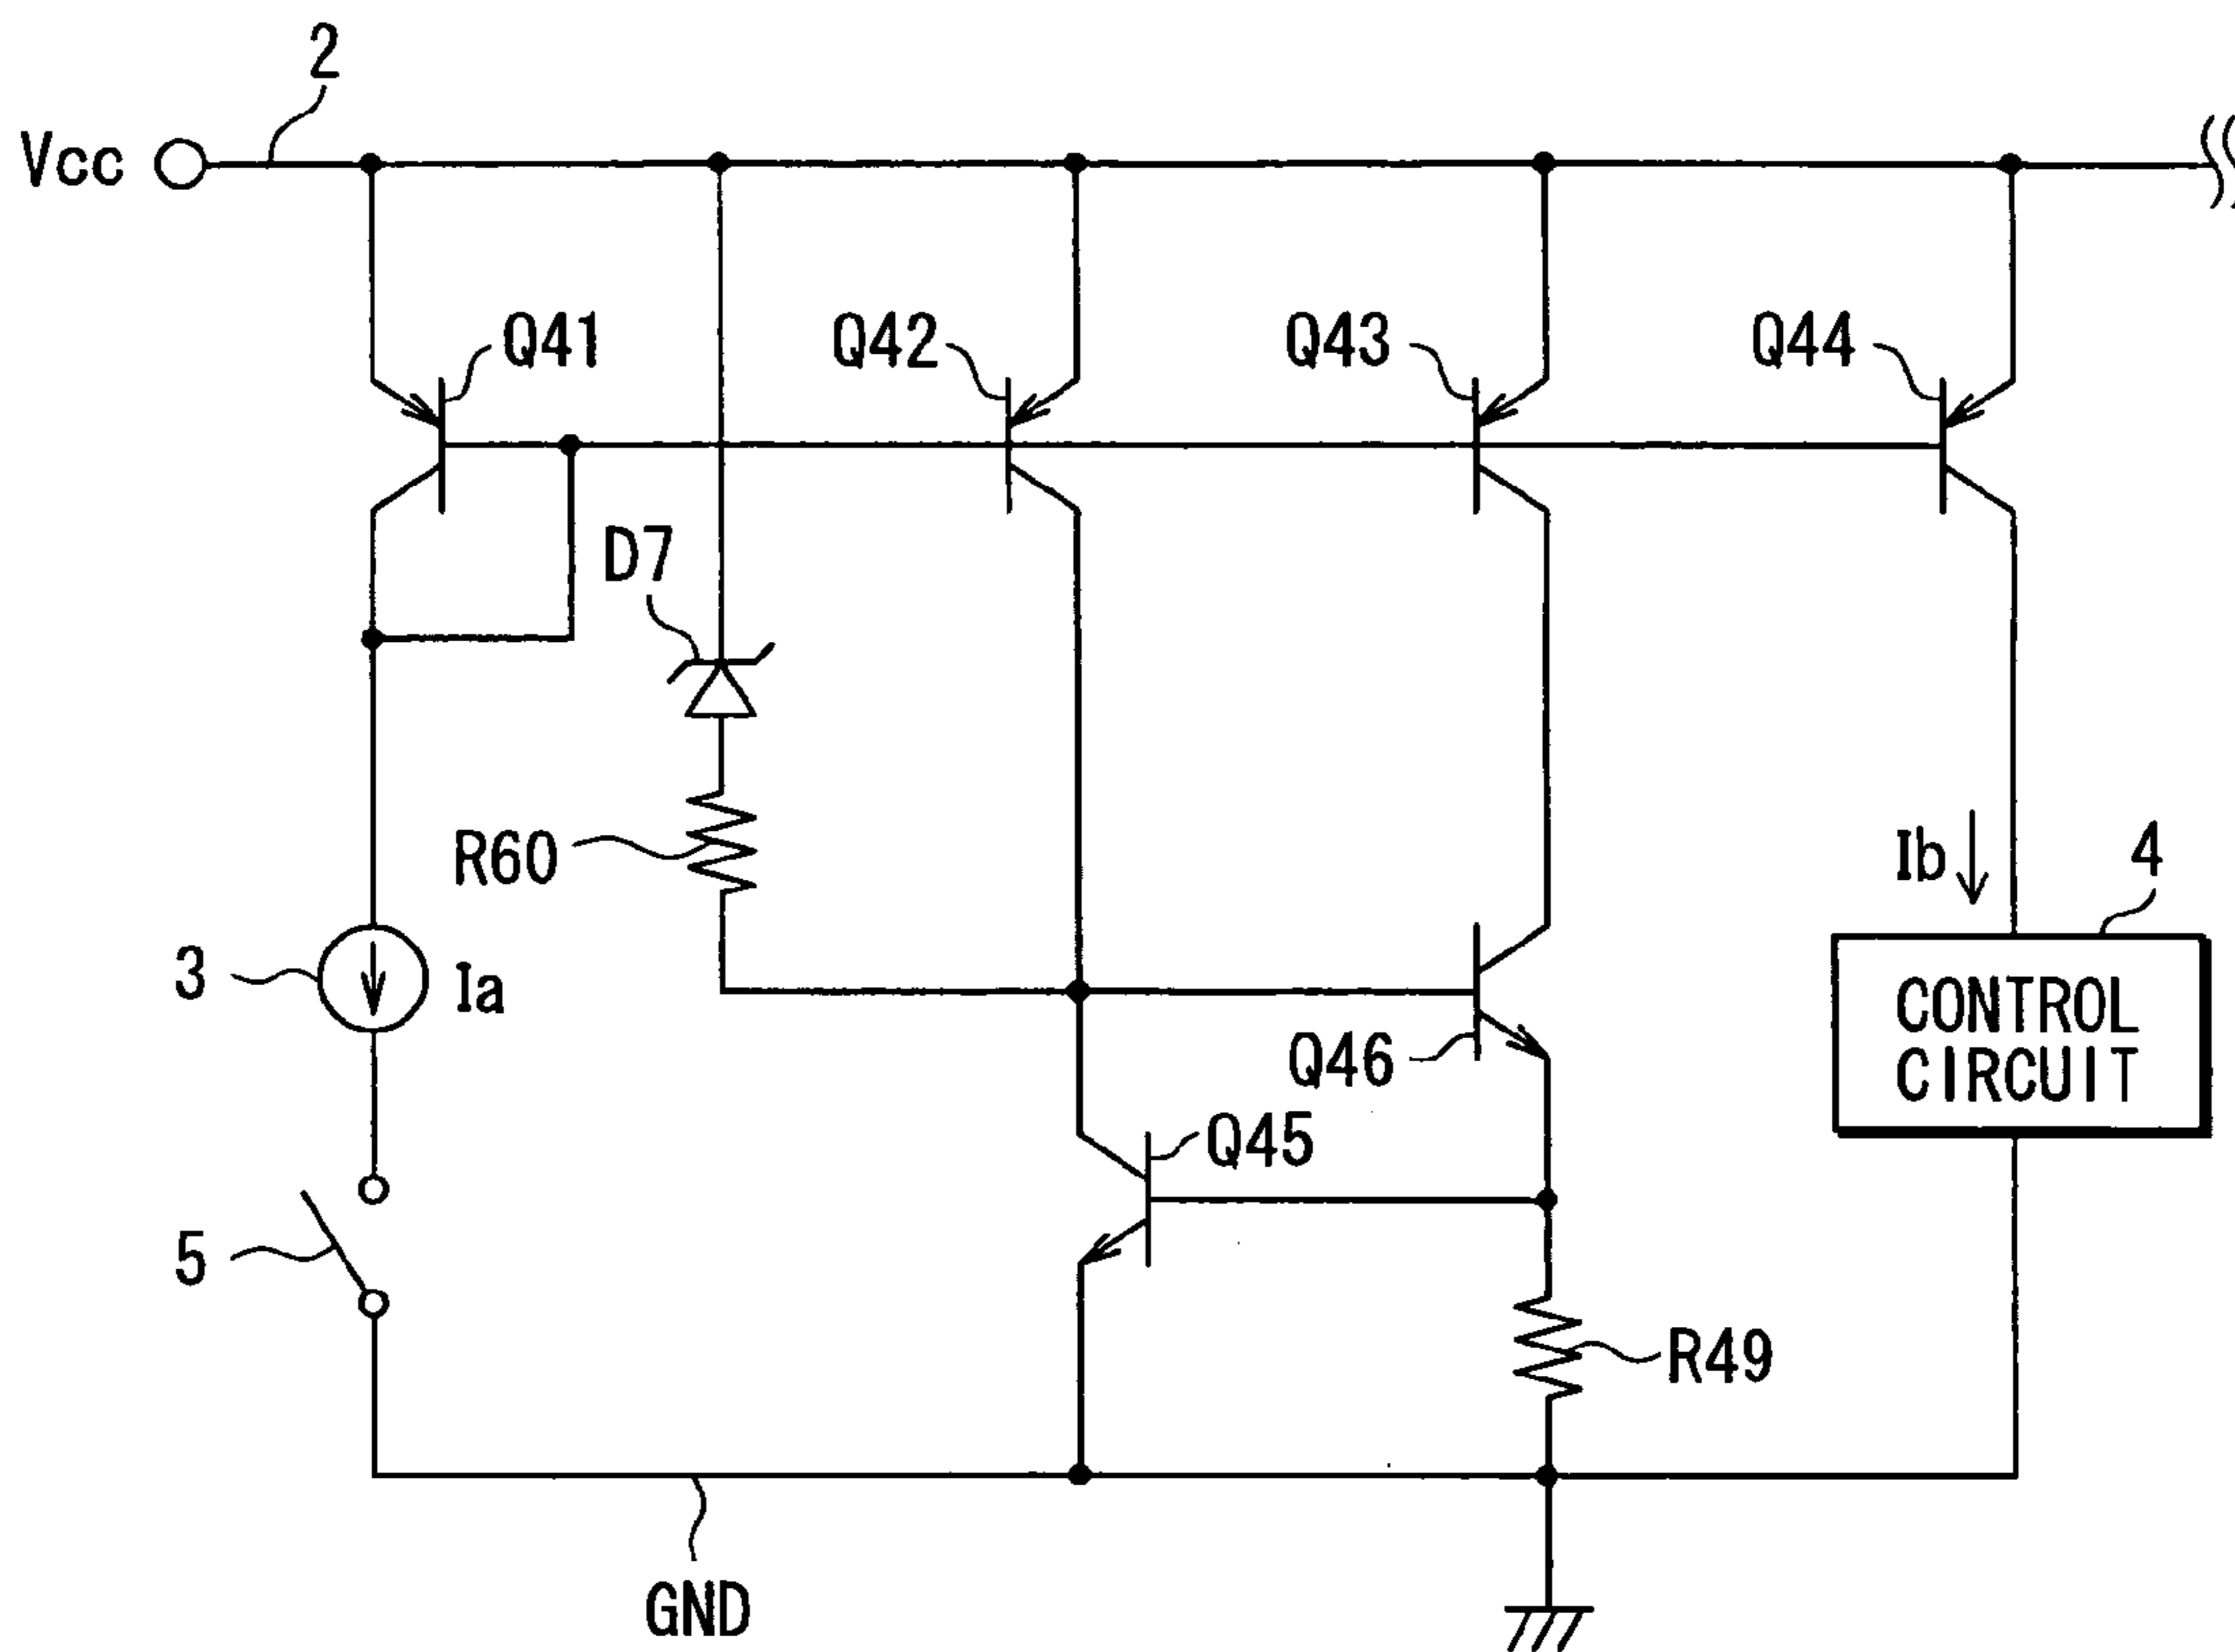 2
Vcc
Q41
Q42
Q43
Q44
D7
R60
Ib
4
3
Ia
CONTROL
CIRCUIT
Q46
Q45
5
R49
GND